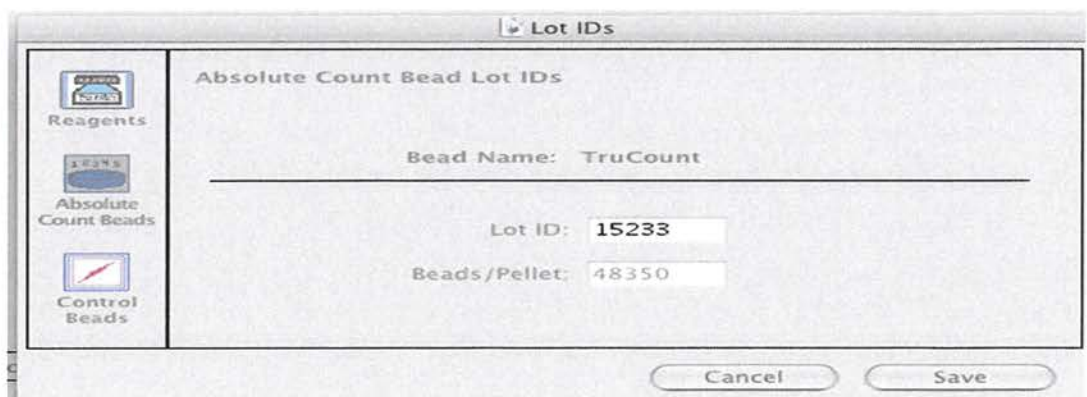 Lot IDs
Reagents
Absolute
Count Beads
Control
Beads
Absolute Count Bead Lot IDs
Bead Name: TruCount
Lot ID: 15233
Beads/Pellet: 48350
Cancel
Save